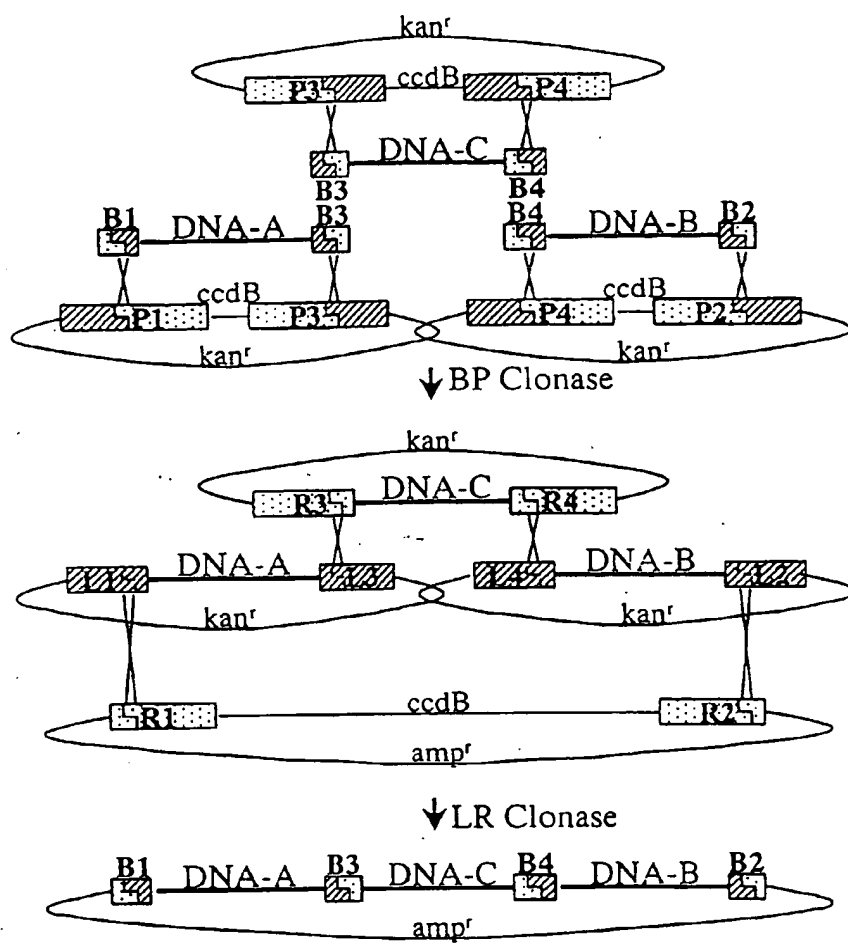 kanʳ
P3 ccdB P4
DNA-C
B3 B4
B1 DNA-A B3 B4 DNA-B B2
ccdB ccdB
P1 P3 P4 P2
kanʳ kanʳ
BP Clonase
kanʳ
R3 DNA-C R4
L1 DNA-A L3 L4 DNA-B L2
kanʳ kanʳ
R1 ccdB R2
ampʳ
LR Clonase
B1 DNA-A B3 DNA-C B4 DNA-B B2
ampʳ